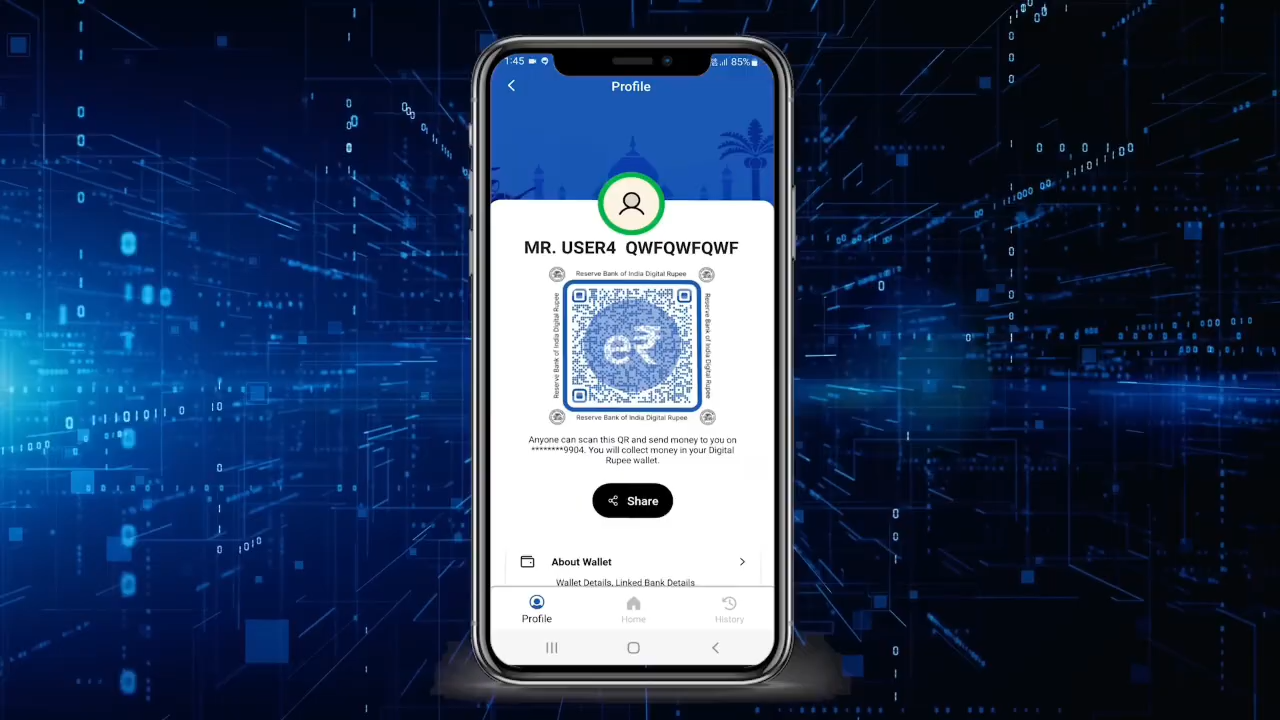 1:45
85%
Profile
MR. USER4 QWFQWFQWF
Reserve Bank of India Digital Rupee
Reserve Bank of India Digital Rupee
e₹
Reserve Bank of India Digital Rupee
Reserve Bank of India Digital Rupee
Anyone can scan this QR and send money to you on
********9904. You will collect money in your Digital
Rupee wallet.
Share
About Wallet
Wallet Details, Linked Bank Details
Profile
Home
History